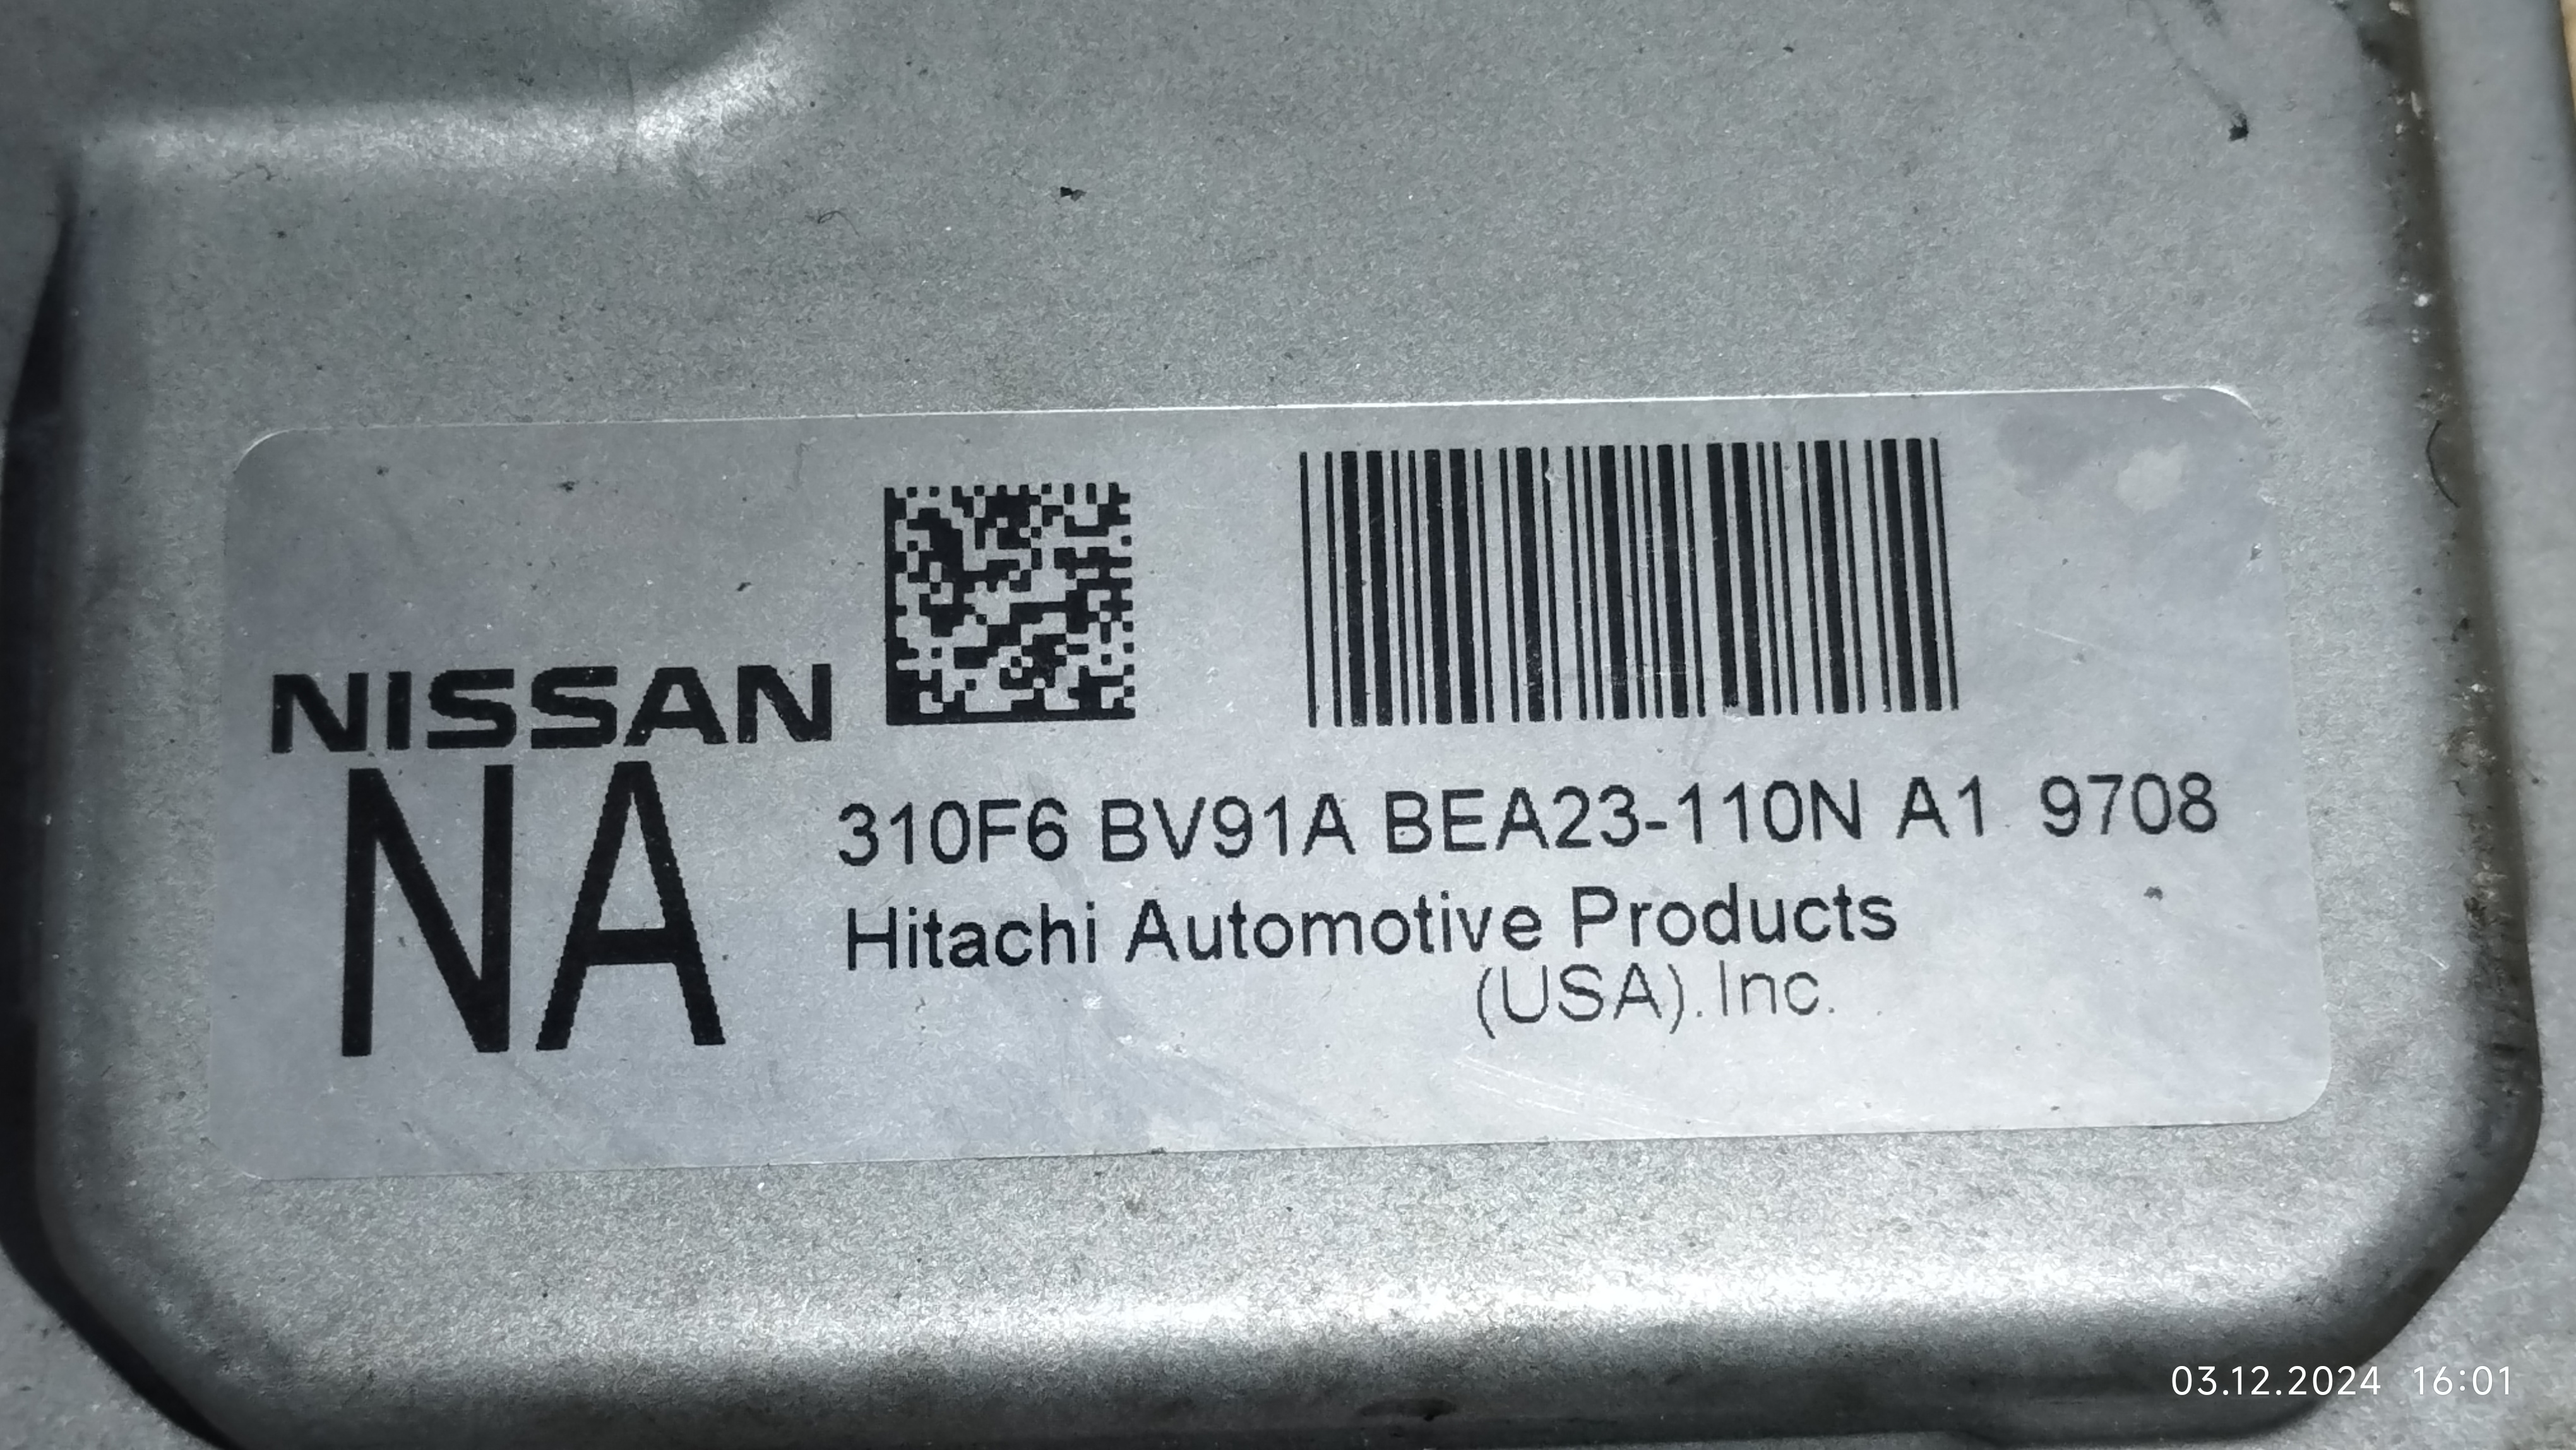 NISSAN
NA
310F6 BV91A BEA23-110N A1 9708
Hitachi Automotive Products
(USA).Inc.
03.12.2024 16:01